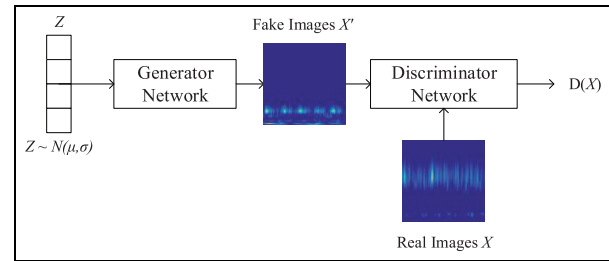 Z
Fake Images X'
Generator
Network
Discriminator
Network
D(X)
Z ~ N(μ,σ)
Real Images X